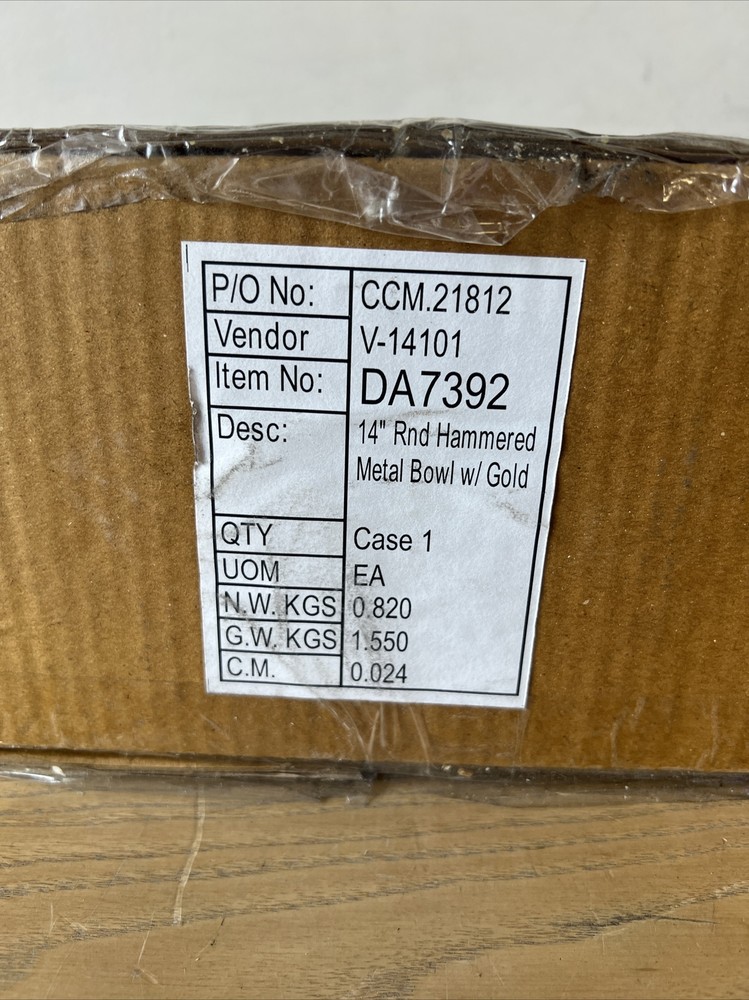 P/O No: CCM.21812
Vendor V-14101
Item No: DA7392
Desc: 14" Rnd Hammered
Metal Bowl w/ Gold
QTY Case 1
UOM EA
N.W. KGS 0.820
G.W. KGS 1.550
C.M. 0.024